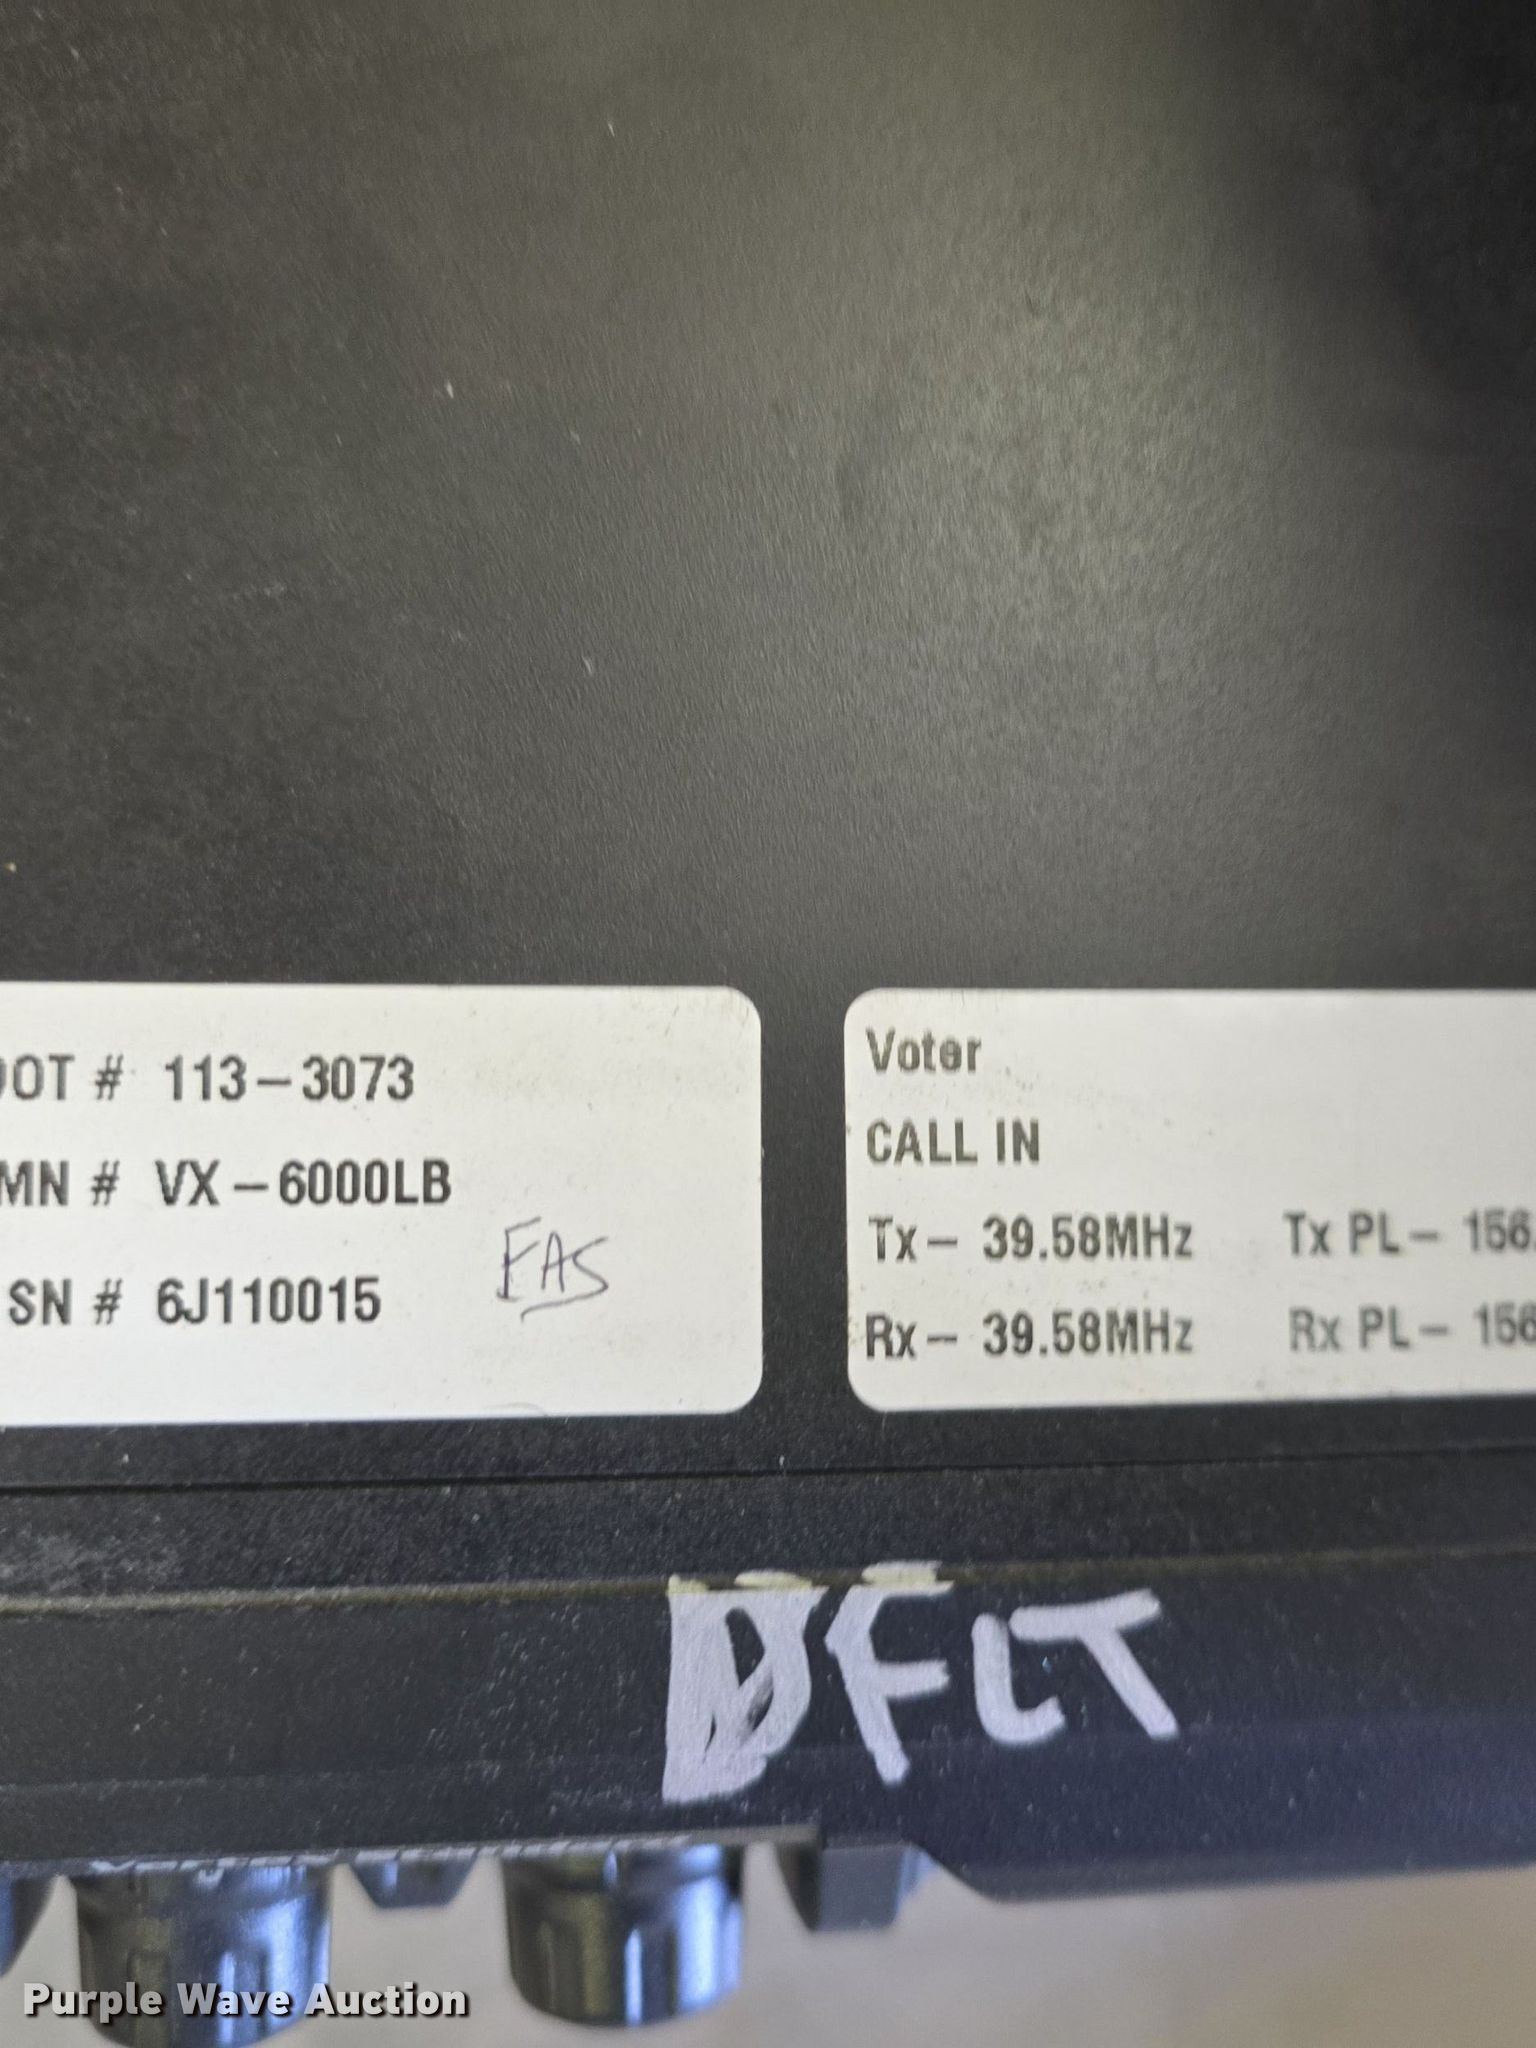 OT # 113-3073
MN # VX-6000LB
SN # 6J110015
EAS
Voter
CALL IN
Tx- 39.58MHz Tx PL- 156.
Rx- 39.58MHz Rx PL- 156
DFLT
Purple Wave Auction